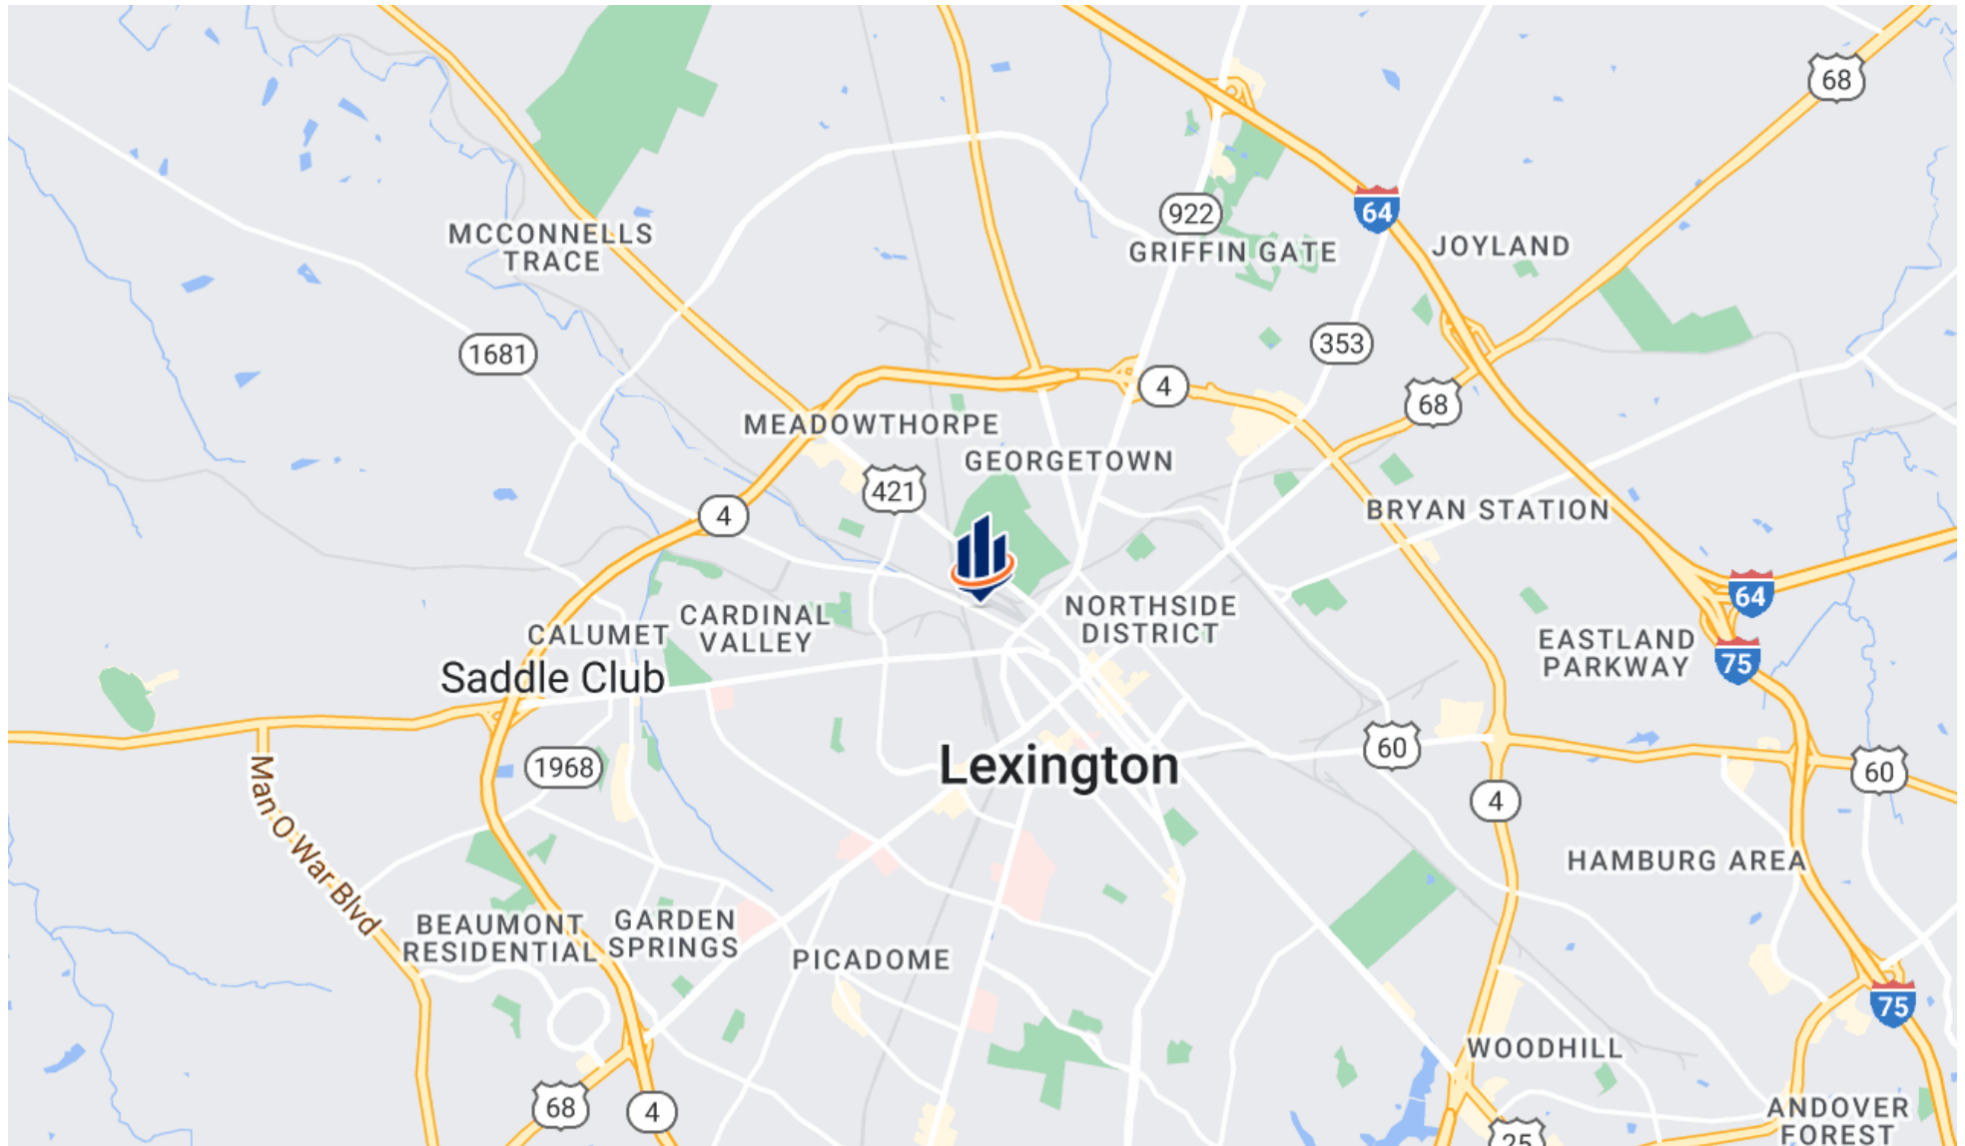 68
64
922
GRIFFIN GATE
JOYLAND
MCCONNELLS
TRACE
1681
353
4
68
MEADOWTHORPE
GEORGETOWN
421
4
BRYAN STATION
64
NORTHSIDE
DISTRICT
CARDINAL
VALLEY
CALUMET
Saddle Club
EASTLAND
PARKWAY
75
60
60
1968
Lexington
4
Man O War Blvd
HAMBURG AREA
BEAUMONT
RESIDENTIAL
GARDEN
SPRINGS
PICADOME
75
WOODHILL
68
4
25
ANDOVER
FOREST